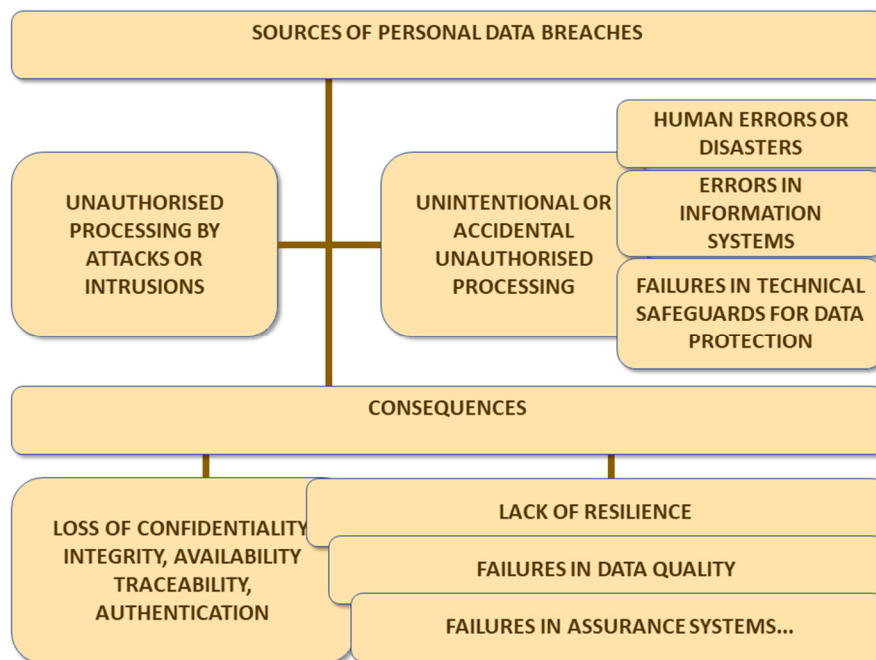 SOURCES OF PERSONAL DATA BREACHES
UNAUTHORISED
PROCESSING BY
ATTACKS OR
INTRUSIONS
UNINTENTIONAL OR
ACCIDENTAL
UNAUTHORISED
PROCESSING
HUMAN ERRORS OR
DISASTERS
ERRORS IN
INFORMATION
SYSTEMS
FAILURES IN TECHNICAL
SAFEGUARDS FOR DATA
PROTECTION
CONSEQUENCES
LOSS OF CONFIDENTIALITY
INTEGRITY, AVAILABILITY
TRACEABILITY,
AUTHENTICATION
LACK OF RESILIENCE
FAILURES IN DATA QUALITY
FAILURES IN ASSURANCE SYSTEMS...